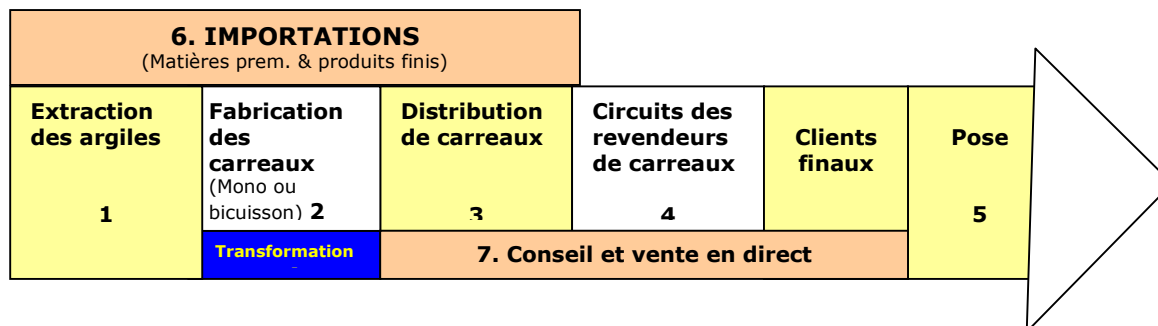 6. IMPORTATIONS
(Matières prem. & produits finis)
Extraction
des argiles
1
Fabrication
des
carreaux
(Mono ou
bicuisson) 2
Transformation
Distribution
de carreaux
3
Circuits des
revendeurs
de carreaux
4
Clients
finaux
Pose
5
7. Conseil et vente en direct